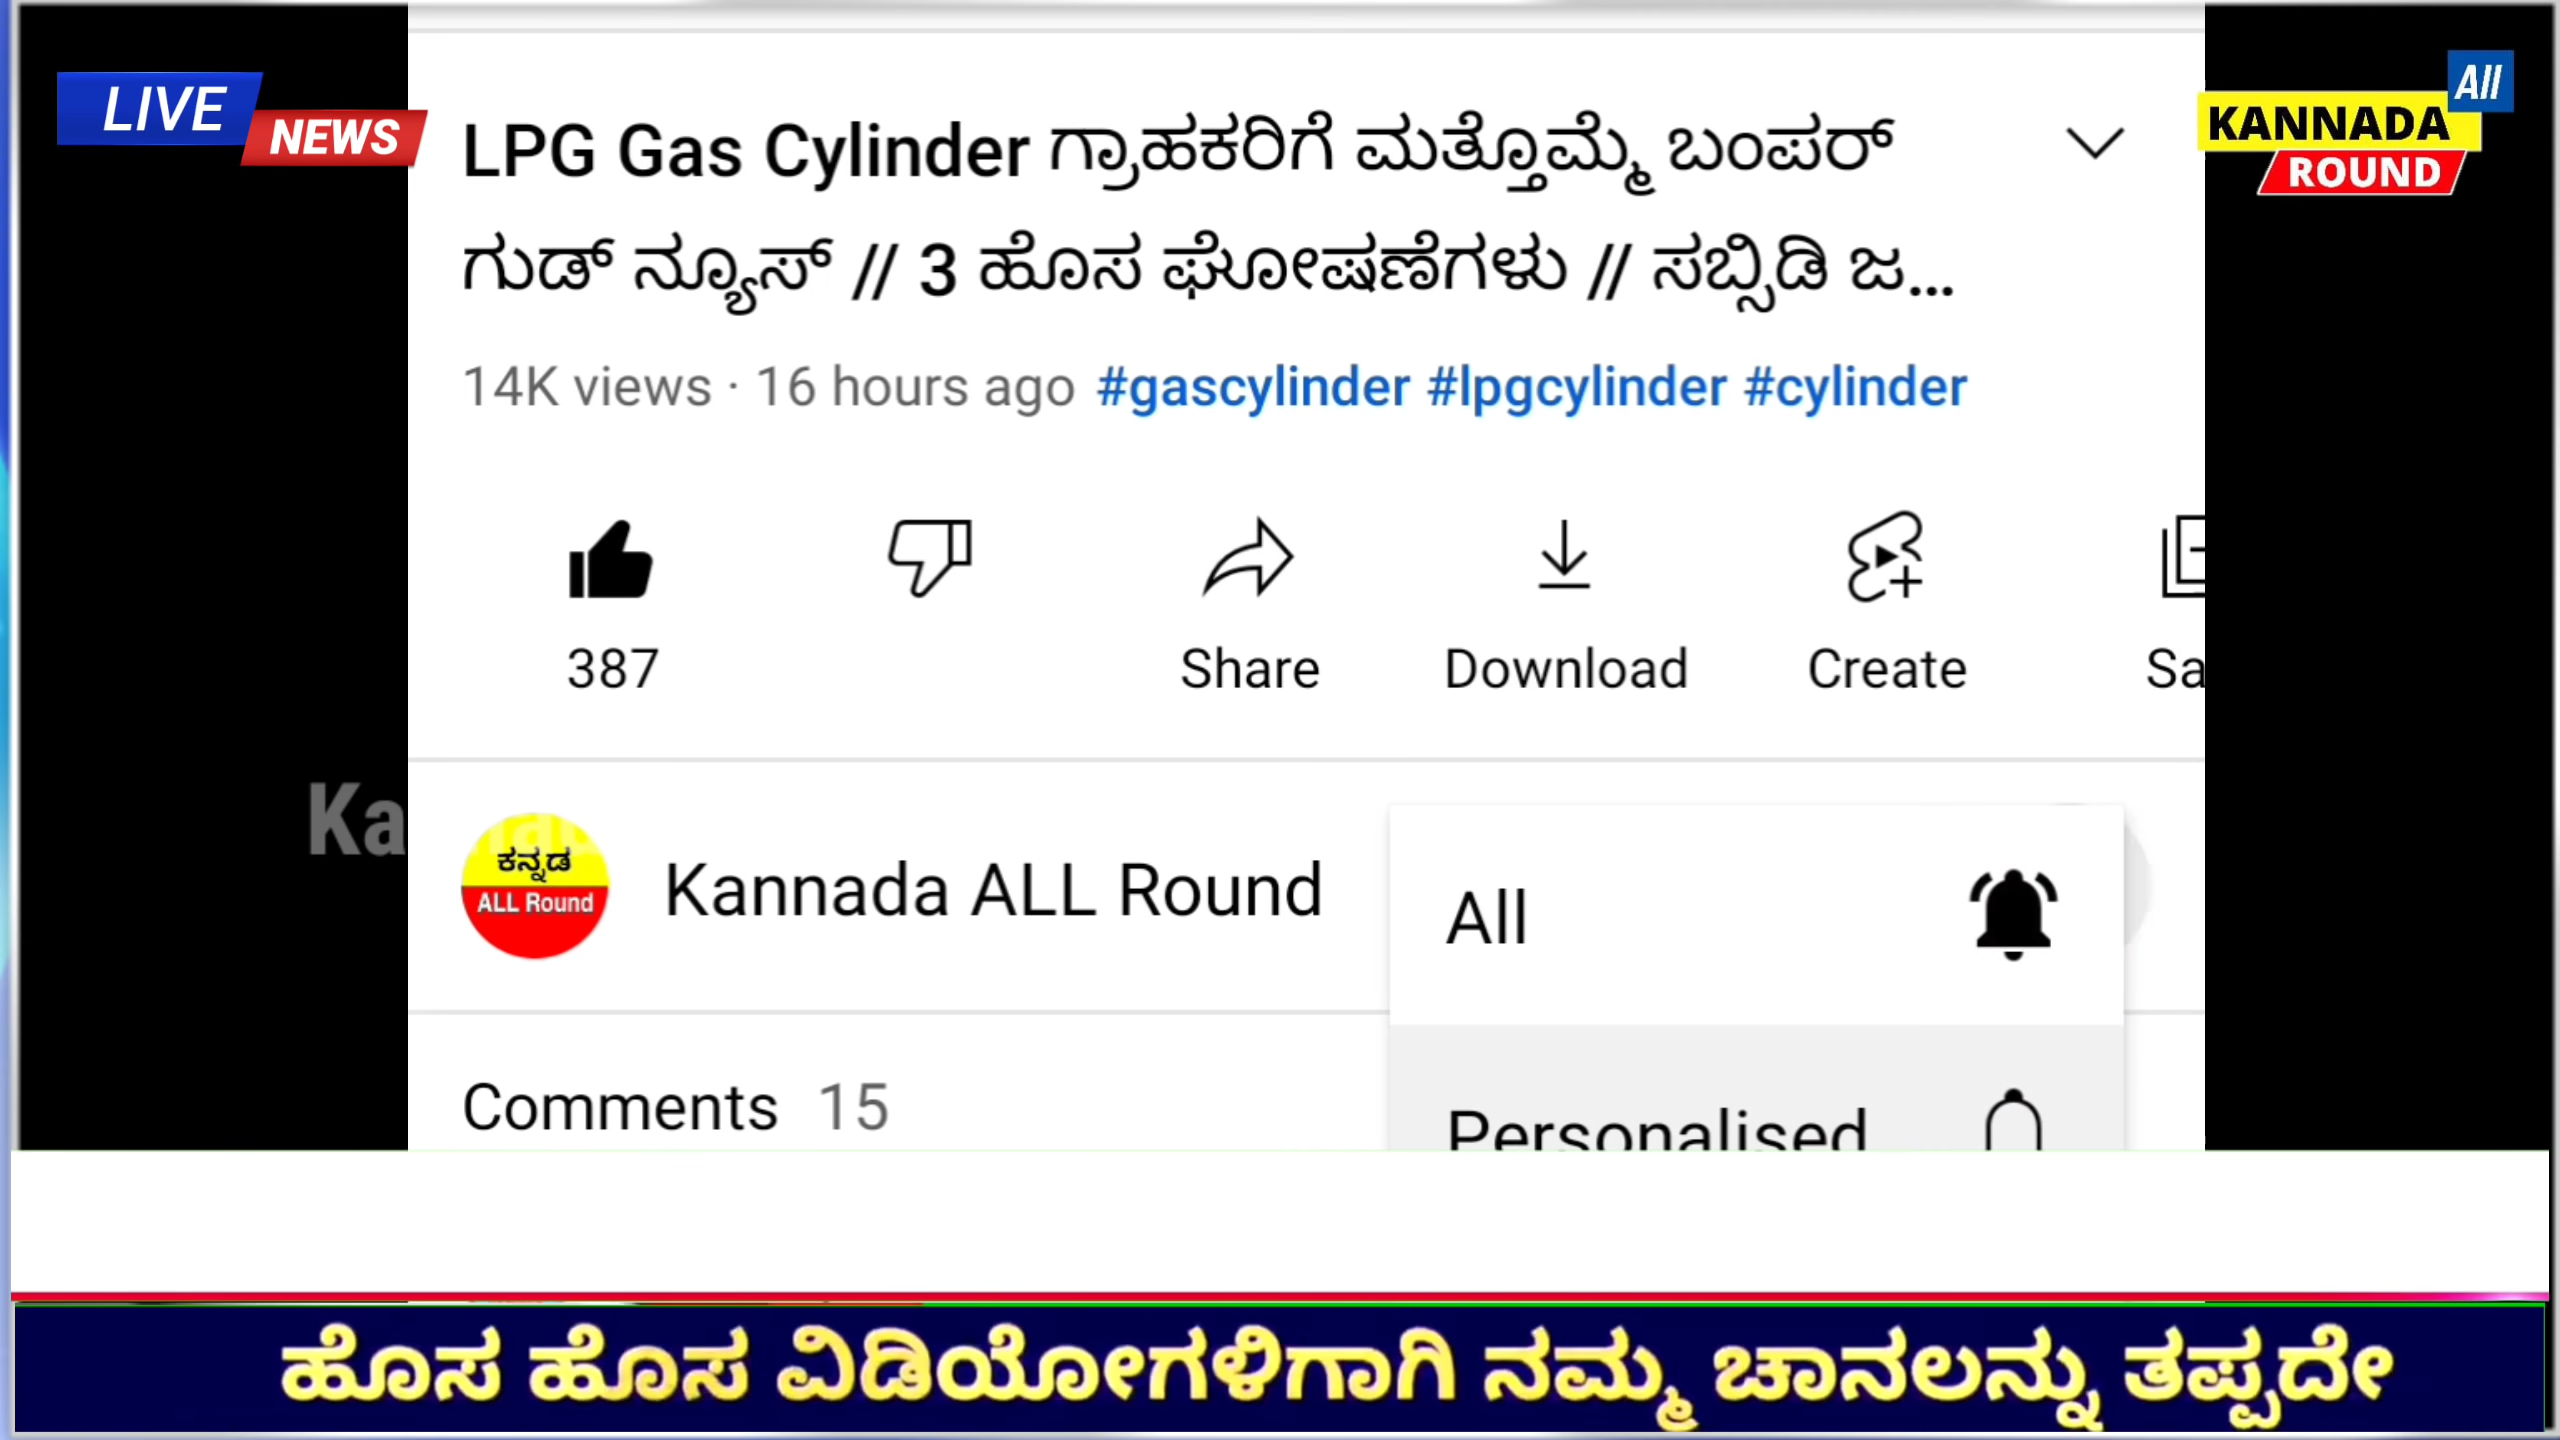 LIVE
NEWS
All
KANNADA
ROUND
LPG Gas Cylinder ಗ್ರಾಹಕರಿಗೆ ಮತ್ತೊಮ್ಮೆ ಬಂಪರ್
ಗುಡ್ ನ್ಯೂಸ್ // 3 ಹೊಸ ಘೋಷಣೆಗಳು // ಸಬ್ಸಿಡಿ ಜ...
14K views · 16 hours ago #gascylinder #lpgcylinder #cylinder
387
Share
Download
Create
Sa
Ka
ಕನ್ನಡ
ALL Round
Kannada ALL Round
All
Comments 15
Personalised
ಹೊಸ ಹೊಸ ವಿಡಿಯೋಗಳಿಗಾಗಿ ನಮ್ಮ ಚಾನಲನ್ನು ತಪ್ಪದೇ